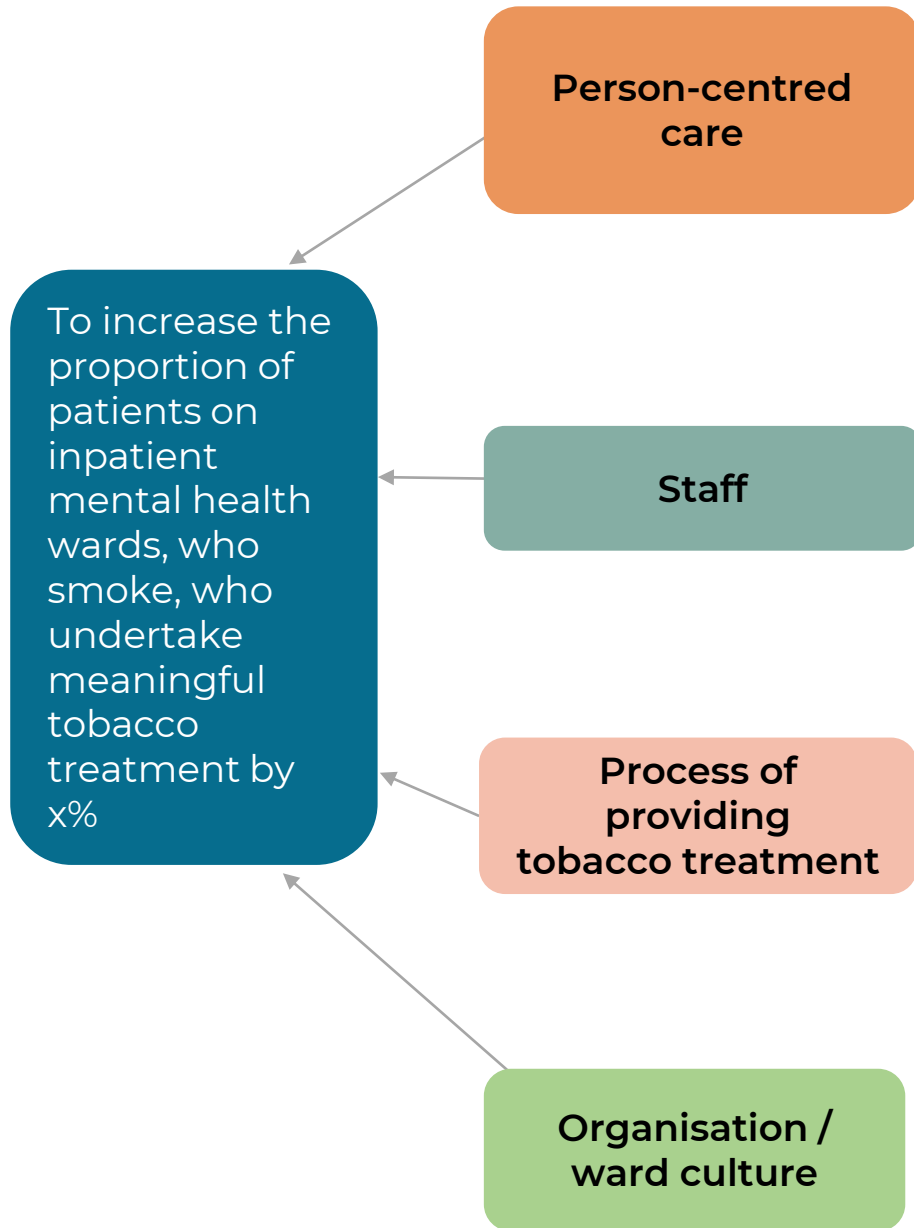 Person-centred
care
To increase the
proportion of
patients on
inpatient
mental health
wards, who
smoke, who
undertake
meaningful
tobacco
treatment by
x%
Staff
Process of
providing
tobacco treatment
Organisation /
ward culture